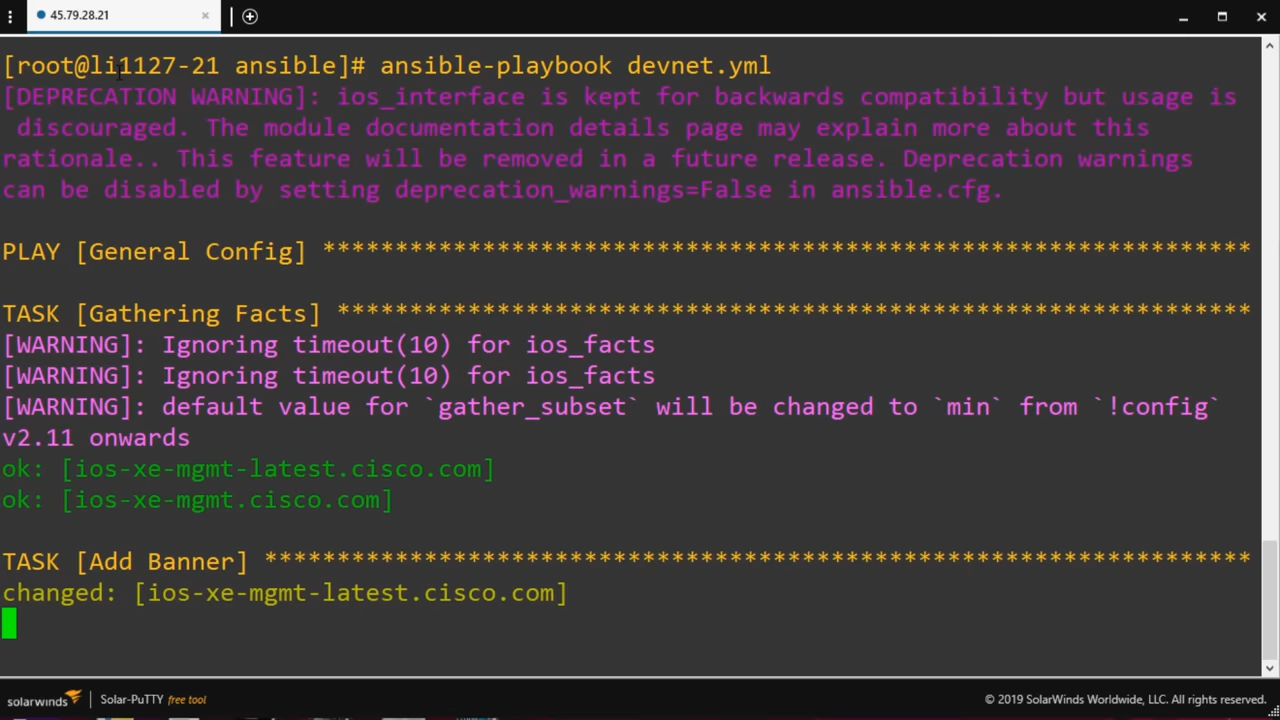 45.79.28.21
[root@li1127-21 ansible]# ansible-playbook devnet.yml
[DEPRECATION WARNING]: ios_interface is kept for backwards compatibility but usage is
discouraged. The module documentation details page may explain more about this
rationale.. This feature will be removed in a future release. Deprecation warnings
can be disabled by setting deprecation_warnings=False in ansible.cfg.
PLAY [General Config] ****************************************************************
TASK [Gathering Facts] ***************************************************************
[WARNING]: Ignoring timeout(10) for ios_facts
[WARNING]: Ignoring timeout(10) for ios_facts
[WARNING]: default value for `gather_subset` will be changed to `min` from `!config`
v2.11 onwards
ok: [ios-xe-mgmt-latest.cisco.com]
ok: [ios-xe-mgmt.cisco.com]
TASK [Add Banner] ********************************************************************
changed: [ios-xe-mgmt-latest.cisco.com]
solarwinds Solar-PuTTY free tool
© 2019 SolarWinds Worldwide, LLC. All rights reserved.